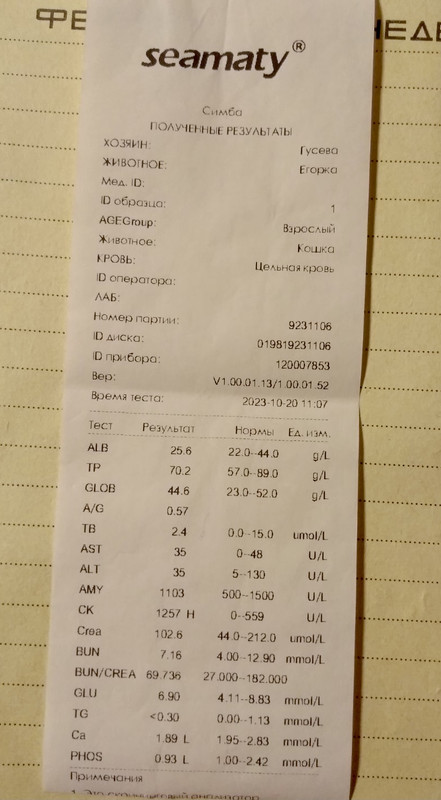 ФЕ
НЕДЕ
seamaty®
Симба
ПОЛУЧЕННЫЕ РЕЗУЛЬТАТЫ
ХОЗЯИН: Гусева
ЖИВОТНОЕ: Егорка
Мед. ID:
ID образца: 1
AGEGroup: Взрослый
Животное: Кошка
КРОВЬ: Цельная кровь
ID оператора:
ЛАБ:
Номер партии: 9231106
ID диска: 019819231106
ID прибора: 120007853
Вер: V1.00.01.13/1.00.01.52
Время теста: 2023-10-20 11:07
Тест Результат Нормы Ед. изм.
ALB 25.6 22.0--44.0 g/L
TP 70.2 57.0--89.0 g/L
GLOB 44.6 23.0--52.0 g/L
A/G 0.57
TB 2.4 0.0--15.0 umol/L
AST 35 0--48 U/L
ALT 35 5--130 U/L
AMY 1103 500--1500 U/L
CK 1257 H 0--559 U/L
Crea 102.6 44.0--212.0 umol/L
BUN 7.16 4.00--12.90 mmol/L
BUN/CREA 69.736 27.000--182.000
GLU 6.90 4.11--8.83 mmol/L
TG <0.30 0.00--1.13 mmol/L
Ca 1.89 L 1.95--2.83 mmol/L
PHOS 0.93 L 1.00--2.42 mmol/L
Примечания